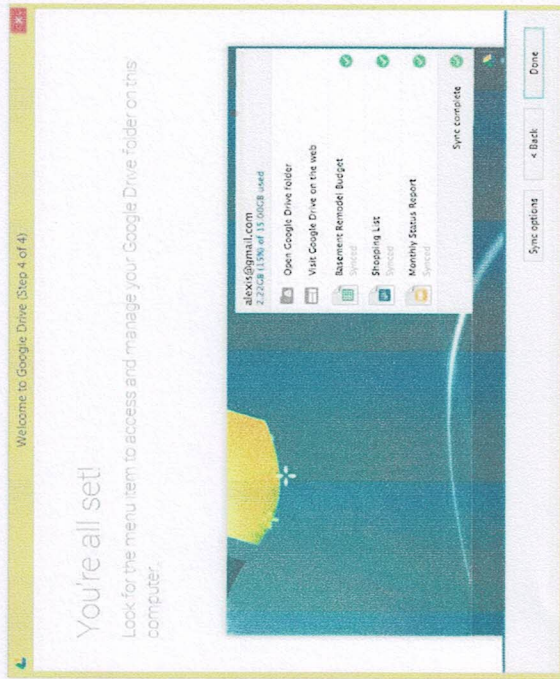 Welcome to Google Drive (Step 4 of 4)
You're all set!
Look for the menu item to access and manage your Google Drive folder on this
computer.
alexis@gmail.com
2.22GB (15%) of 15.00GB used
Open Google Drive folder
Visit Google Drive on the web
Basement Remodel Budget
Synced
Shopping List
Synced
Monthly Status Report
Synced
Sync complete
Sync options
< Back
Done